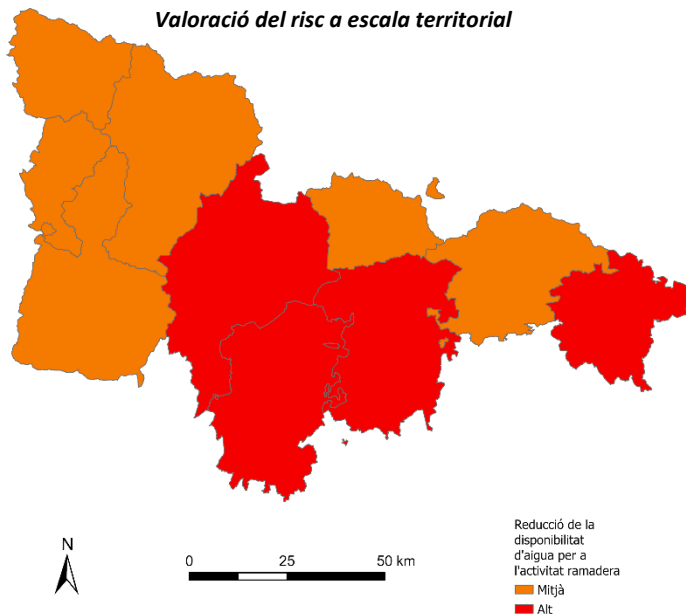 Valoració del risc a escala territorial
N
0 25 50 km
Reducció de la
disponibilitat
d'aigua per a
l'activitat ramadera
Mitjà
Alt